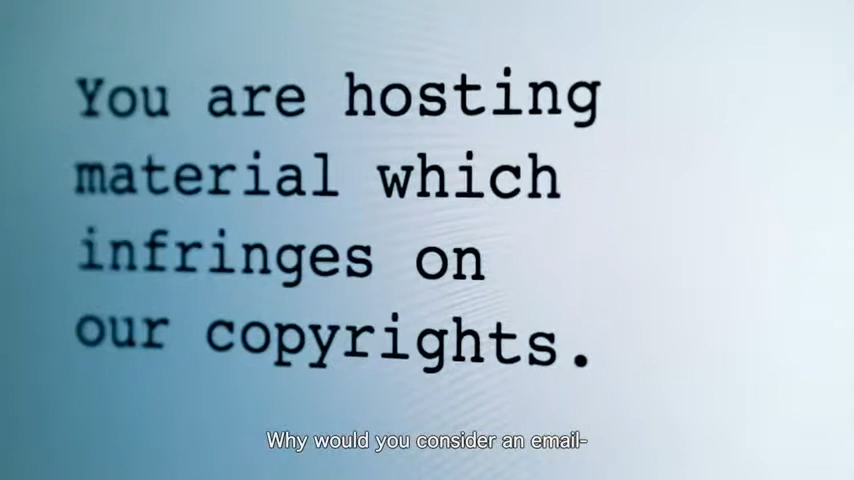 You are hosting
material which
infringes on
our copyrights.
Why would you consider an email-